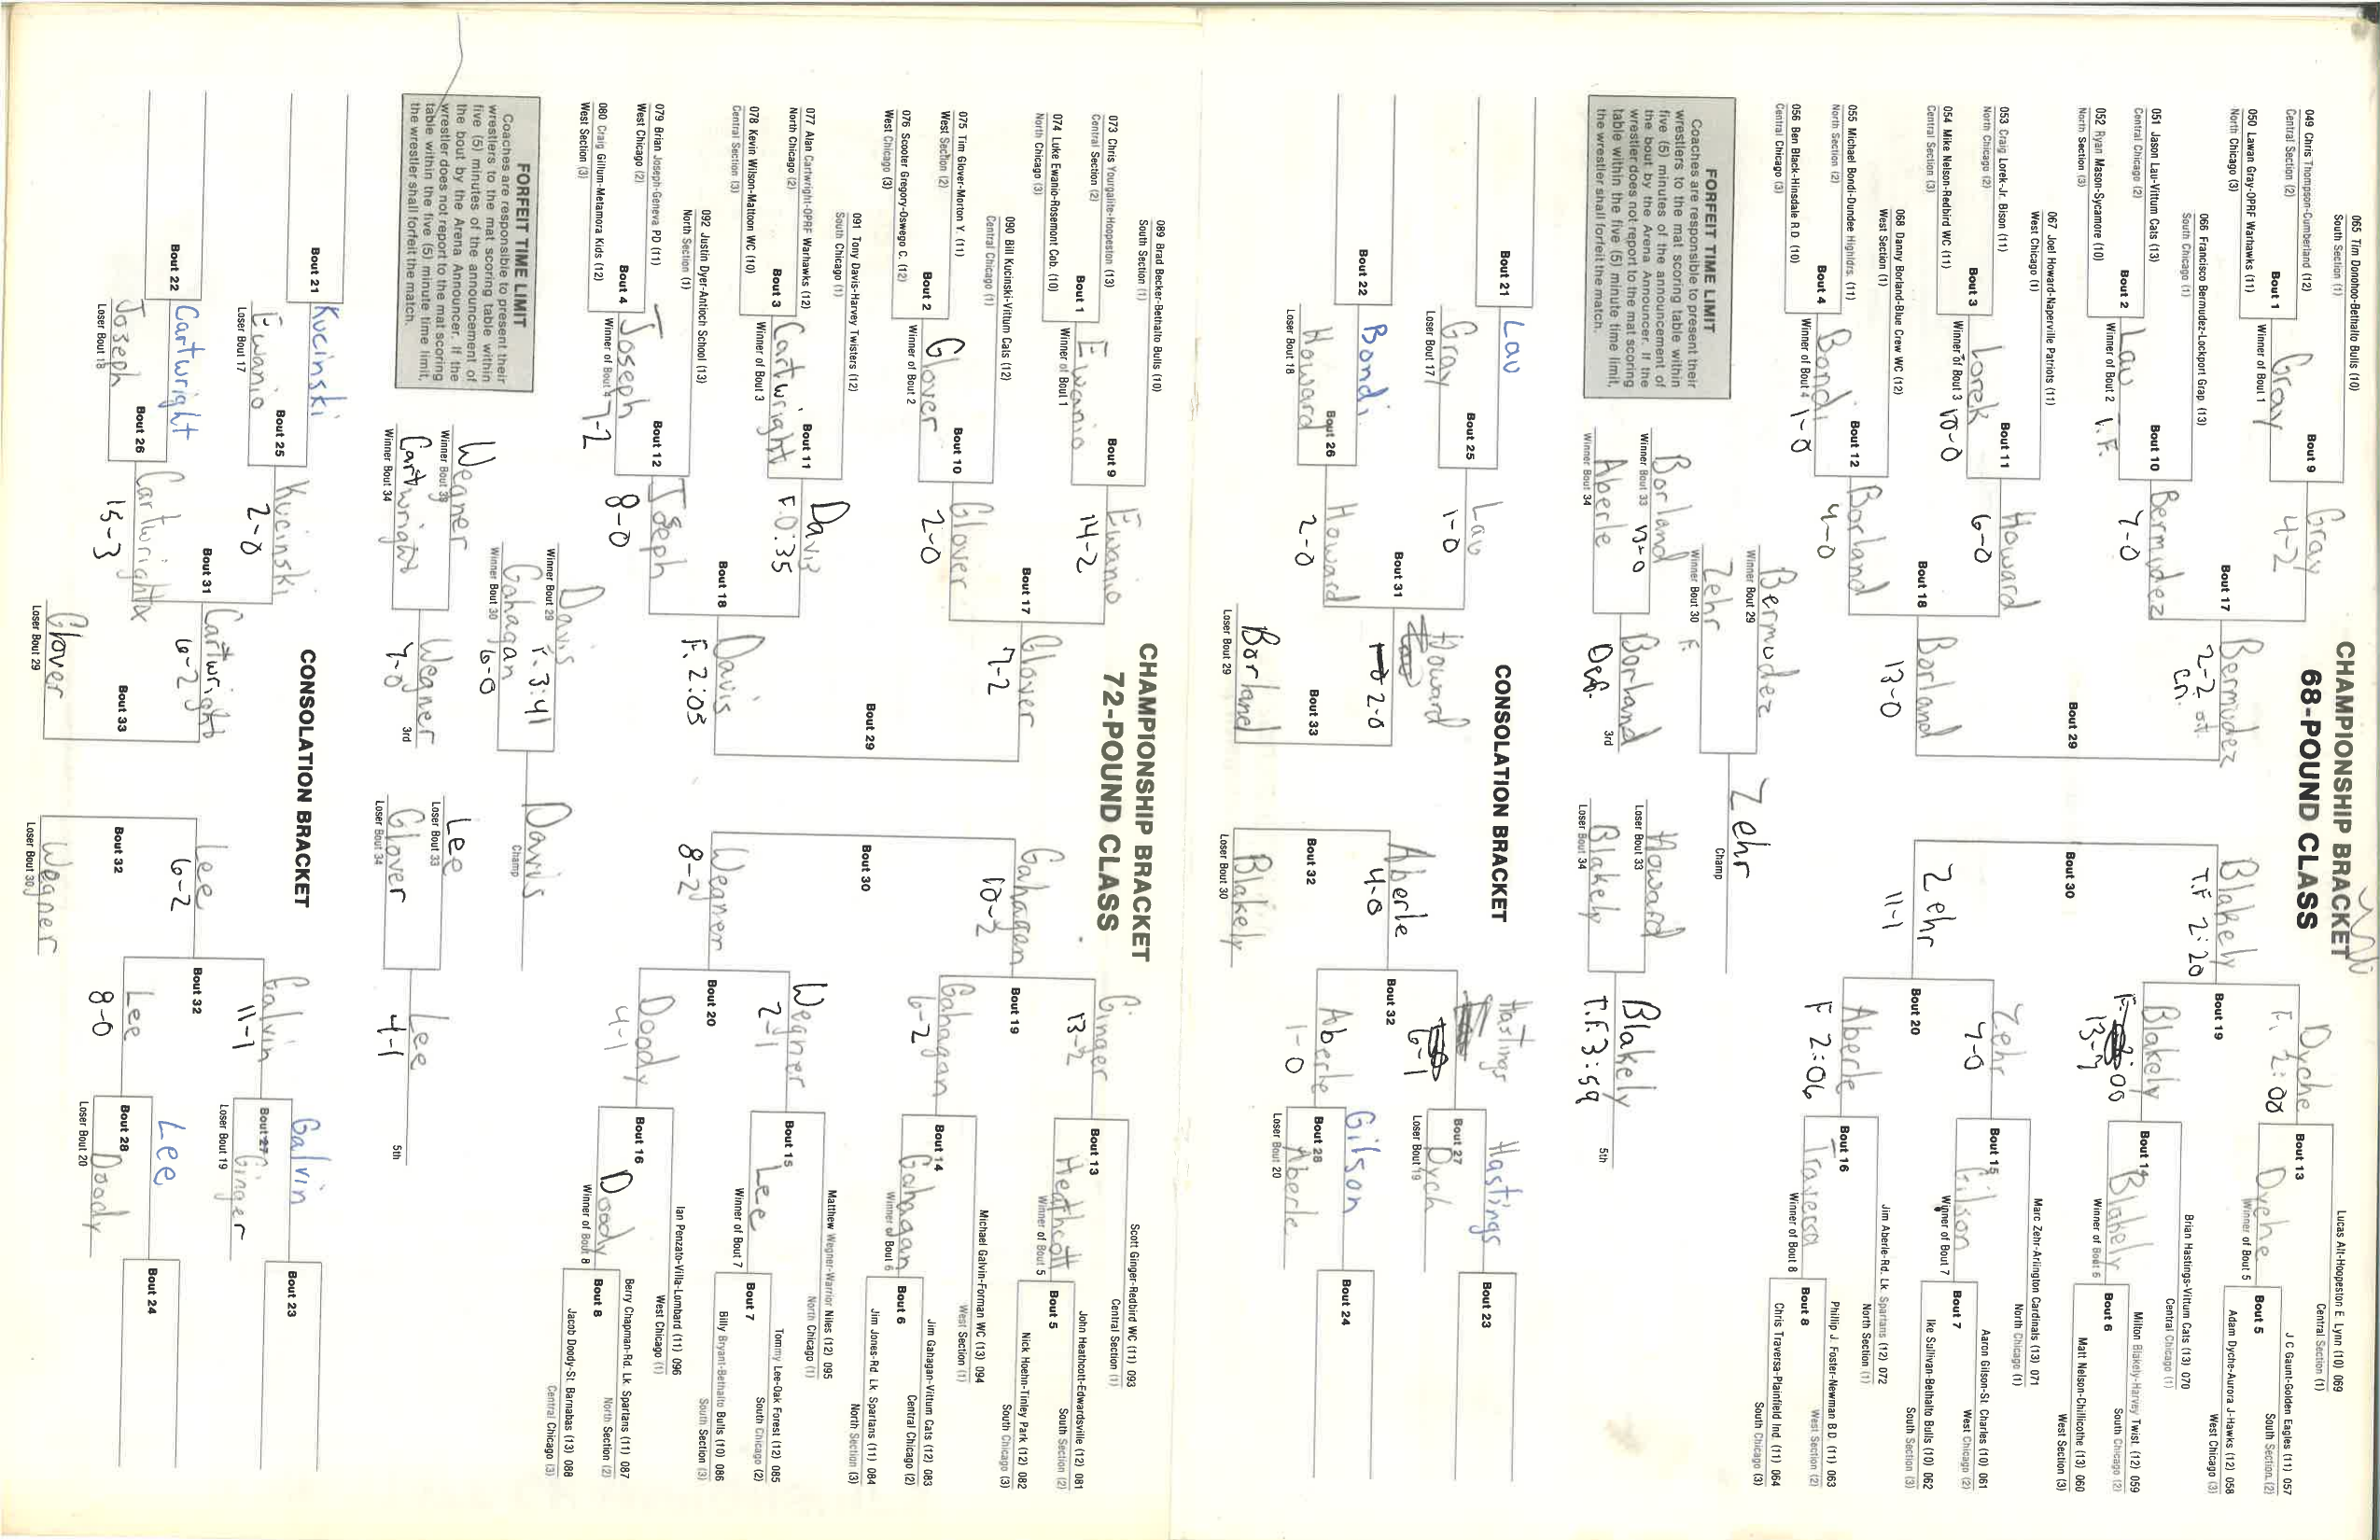 CHAMPIONSHIP BRACKET
68-POUND CLASS
065 Tim Donohoo-Bethalto Bulls (10)
South Section (1)
Bout 9
Gray
4-2
049 Chris Thompson-Cumberland (12)
Central Section (2)
Bout 1
Gray
Winner of Bout 1
050 Lawan Gray-OPRF Warhawks (11)
North Chicago (3)
Bout 17
Bermudez
2-2 o.t.
Cri.
066 Francisco Bermudez-Lockport Grap. (13)
South Chicago (1)
Bout 10
Bermudez
7-0
051 Jason Lau-Vittum Cats (13)
Central Chicago (2)
Bout 2
Lau
Winner of Bout 2
T.F.
052 Ryan Mason-Sycamore (10)
North Section (3)
Bout 29
067 Joel Howard-Naperville Patriots (11)
West Chicago (1)
Bout 11
Howard
6-0
053 Craig Lorek-Jr. Bison (11)
North Chicago (2)
Bout 3
Lorek
Winner of Bout 3
10-0
054 Mike Nelson-Redbird WC (11)
Central Section (3)
Bout 18
Borland
13-0
068 Danny Borland-Blue Crew WC (12)
West Section (1)
Bout 12
Borland
4-0
055 Michael Bondi-Dundee Highldrs. (11)
North Section (2)
Bout 4
Bondi
Winner of Bout 4
1-0
056 Ben Black-Hinsdale R.D. (10)
Central Chicago (3)
Lucas Alt-Hoopeston E. Lynn (10) 069
Central Section (1)
Bout 13
Dyche
F. 2:00
J C Gaunt-Golden Eagles (11) 057
South Section (2)
Bout 5
Dyche
Winner of Bout 5
Adam Dyche-Aurora J-Hawks (12) 058
West Chicago (3)
Bout 19
Blakely
T.F 2:20
Brian Hastings-Vittum Cats (13) 070
Central Chicago (1)
Bout 14
Blakely
13-9
Milton Blakely-Harvey Twist. (12) 059
South Chicago (2)
Bout 6
Blakely
Winner of Bout 6
Matt Nelson-Chillicothe (13) 060
West Section (3)
Bout 30
Marc Zehr-Arlington Cardinals (13) 071
North Chicago (1)
Bout 15
Zehr
7-0
Aaron Gilson-St. Charles (10) 061
West Chicago (2)
Bout 7
Gilson
Winner of Bout 7
Ike Sullivan-Bethalto Bulls (10) 062
South Section (3)
Bout 20
Zehr
11-1
Jim Aberle-Rd. Lk. Spartans (12) 072
North Section (1)
Bout 16
Aberle
F 2:06
Phillip J. Foster-Newman B.D. (11) 063
West Section (2)
Bout 8
Traversa
Winner of Bout 8
Chris Traversa-Plainfield Ind (11) 064
South Chicago (3)
Bermudez
Winner Bout 29
Zehr
Winner Bout 30
F.
Zehr
Champ
FORFEIT TIME LIMIT
Coaches are responsible to present their
wrestlers to the mat scoring table within
five (5) minutes of the announcement of
the bout by the Arena Announcer. If the
wrestler does not report to the mat scoring
table within the five (5) minute time limit,
the wrestler shall forfeit the match.
Borland
Winner Bout 33
Aberle
Winner Bout 34
Borland
3rd
Def.
Howard
Loser Bout 33
Blakely
Loser Bout 34
Blakely
5th
T.F. 3:59
CONSOLATION BRACKET
Bout 21
Lau
Bout 25
Gray
Loser Bout 17
Lau
1-0
Bout 31
Howard
2-0
Bout 22
Bondi
Bout 26
Howard
Loser Bout 18
Howard
2-0
Bout 33
Borland
Loser Bout 29
Bout 23
Hastings
Bout 27
Dych
Loser Bout 19
Hastings
6-1
Bout 32
Aberle
4-0
Bout 24
Gilson
Bout 28
Aberle
Loser Bout 20
Aberle
1-0
Bout 32
Blakely
Loser Bout 30
CHAMPIONSHIP BRACKET
72-POUND CLASS
089 Brad Becker-Bethalto Bulls (10)
South Section (1)
Bout 9
Ewanio
14-2
073 Chris Yourgalite-Hoopeston (13)
Central Section (2)
Bout 1
Ewanio
Winner of Bout 1
074 Luke Ewanio-Rosemont Cob. (10)
North Chicago (3)
Bout 17
Glover
7-2
090 Bill Kucinski-Vittum Cats (12)
Central Chicago (1)
Bout 10
Glover
2-0
075 Tim Glover-Morton Y. (11)
West Section (2)
Bout 2
Glover
Winner of Bout 2
076 Scooter Gregory-Oswego C. (12)
West Chicago (3)
Bout 29
091 Tony Davis-Harvey Twisters (12)
South Chicago (1)
Bout 11
Davis
F. 0:35
077 Alan Cartwright-OPRF Warhawks (12)
North Chicago (2)
Bout 3
Cartwright
Winner of Bout 3
078 Kevin Wilson-Mattoon WC (10)
Central Section (3)
Bout 18
Davis
F. 2:05
092 Justin Dyer-Antioch School (13)
North Section (1)
Bout 12
Joseph
8-0
079 Brian Joseph-Geneva PD (11)
West Chicago (2)
Bout 4
Joseph
Winner of Bout 4
7-2
080 Craig Gillum-Metamora Kids (12)
West Section (3)
Scott Ginger-Redbird WC (11) 093
Central Section (1)
Bout 13
Ginger
13-2
John Heathcott-Edwardsville (12) 081
South Section (2)
Bout 5
Heathcott
Winner of Bout 5
Nick Hoehn-Tinley Park (12) 082
South Chicago (3)
Bout 19
Gahagan
10-2
Michael Galvin-Forman WC (13) 094
West Section (1)
Bout 14
Gahagan
6-2
Jim Gahagan-Vittum Cats (12) 083
Central Chicago (2)
Bout 6
Gahagan
Winner of Bout 6
Jim Jones-Rd. Lk. Spartans (11) 084
North Section (3)
Bout 30
Matthew Wegner-Warrior Niles (12) 095
North Chicago (1)
Bout 15
Wegner
2-1
Tommy Lee-Oak Forest (12) 085
South Chicago (2)
Bout 7
Lee
Winner of Bout 7
Billy Bryant-Bethalto Bulls (10) 086
South Section (3)
Bout 20
Wegner
8-2
Ian Penzato-Villa-Lombard (11) 096
West Chicago (1)
Bout 16
Doody
4-1
Berry Chapman-Rd. Lk. Spartans (11) 087
North Section (2)
Bout 8
Doody
Winner of Bout 8
Jacob Doody-St. Barnabas (13) 088
Central Chicago (3)
Davis
Winner Bout 29
F. 3:41
Gahagan
Winner Bout 30
Davis
Champ
FORFEIT TIME LIMIT
Coaches are responsible to present their
wrestlers to the mat scoring table within
five (5) minutes of the announcement of
the bout by the Arena Announcer. If the
wrestler does not report to the mat scoring
table within the five (5) minute time limit,
the wrestler shall forfeit the match.
Wegner
Winner Bout 33
6-0
Cartwright
Winner Bout 34
Wegner
3rd
7-0
Lee
Loser Bout 33
Glover
Loser Bout 34
Lee
5th
4-1
CONSOLATION BRACKET
Bout 21
Kucinski
Bout 25
Ewanio
Loser Bout 17
Kucinski
2-0
Bout 31
Cartwright
6-2
Bout 22
Cartwright
Bout 26
Joseph
Loser Bout 18
Cartwright
15-3
Bout 33
Glover
Loser Bout 29
Bout 23
Galvin
Bout 27
Ginger
Loser Bout 19
Galvin
11-1
Bout 32
Lee
6-2
Bout 24
Lee
Bout 28
Doody
Loser Bout 20
Lee
8-0
Bout 32
Wegner
Loser Bout 30